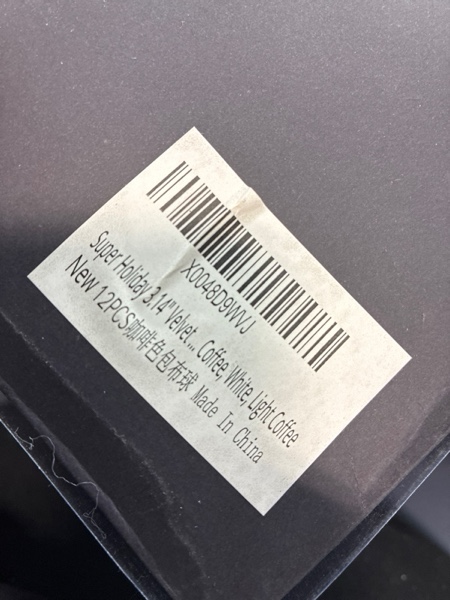 X0048D9WVJ
Super Holiday 3.14" Velvet... Coffee, White, Light Coffee
New 12PCS咖啡色包布球 Made In China